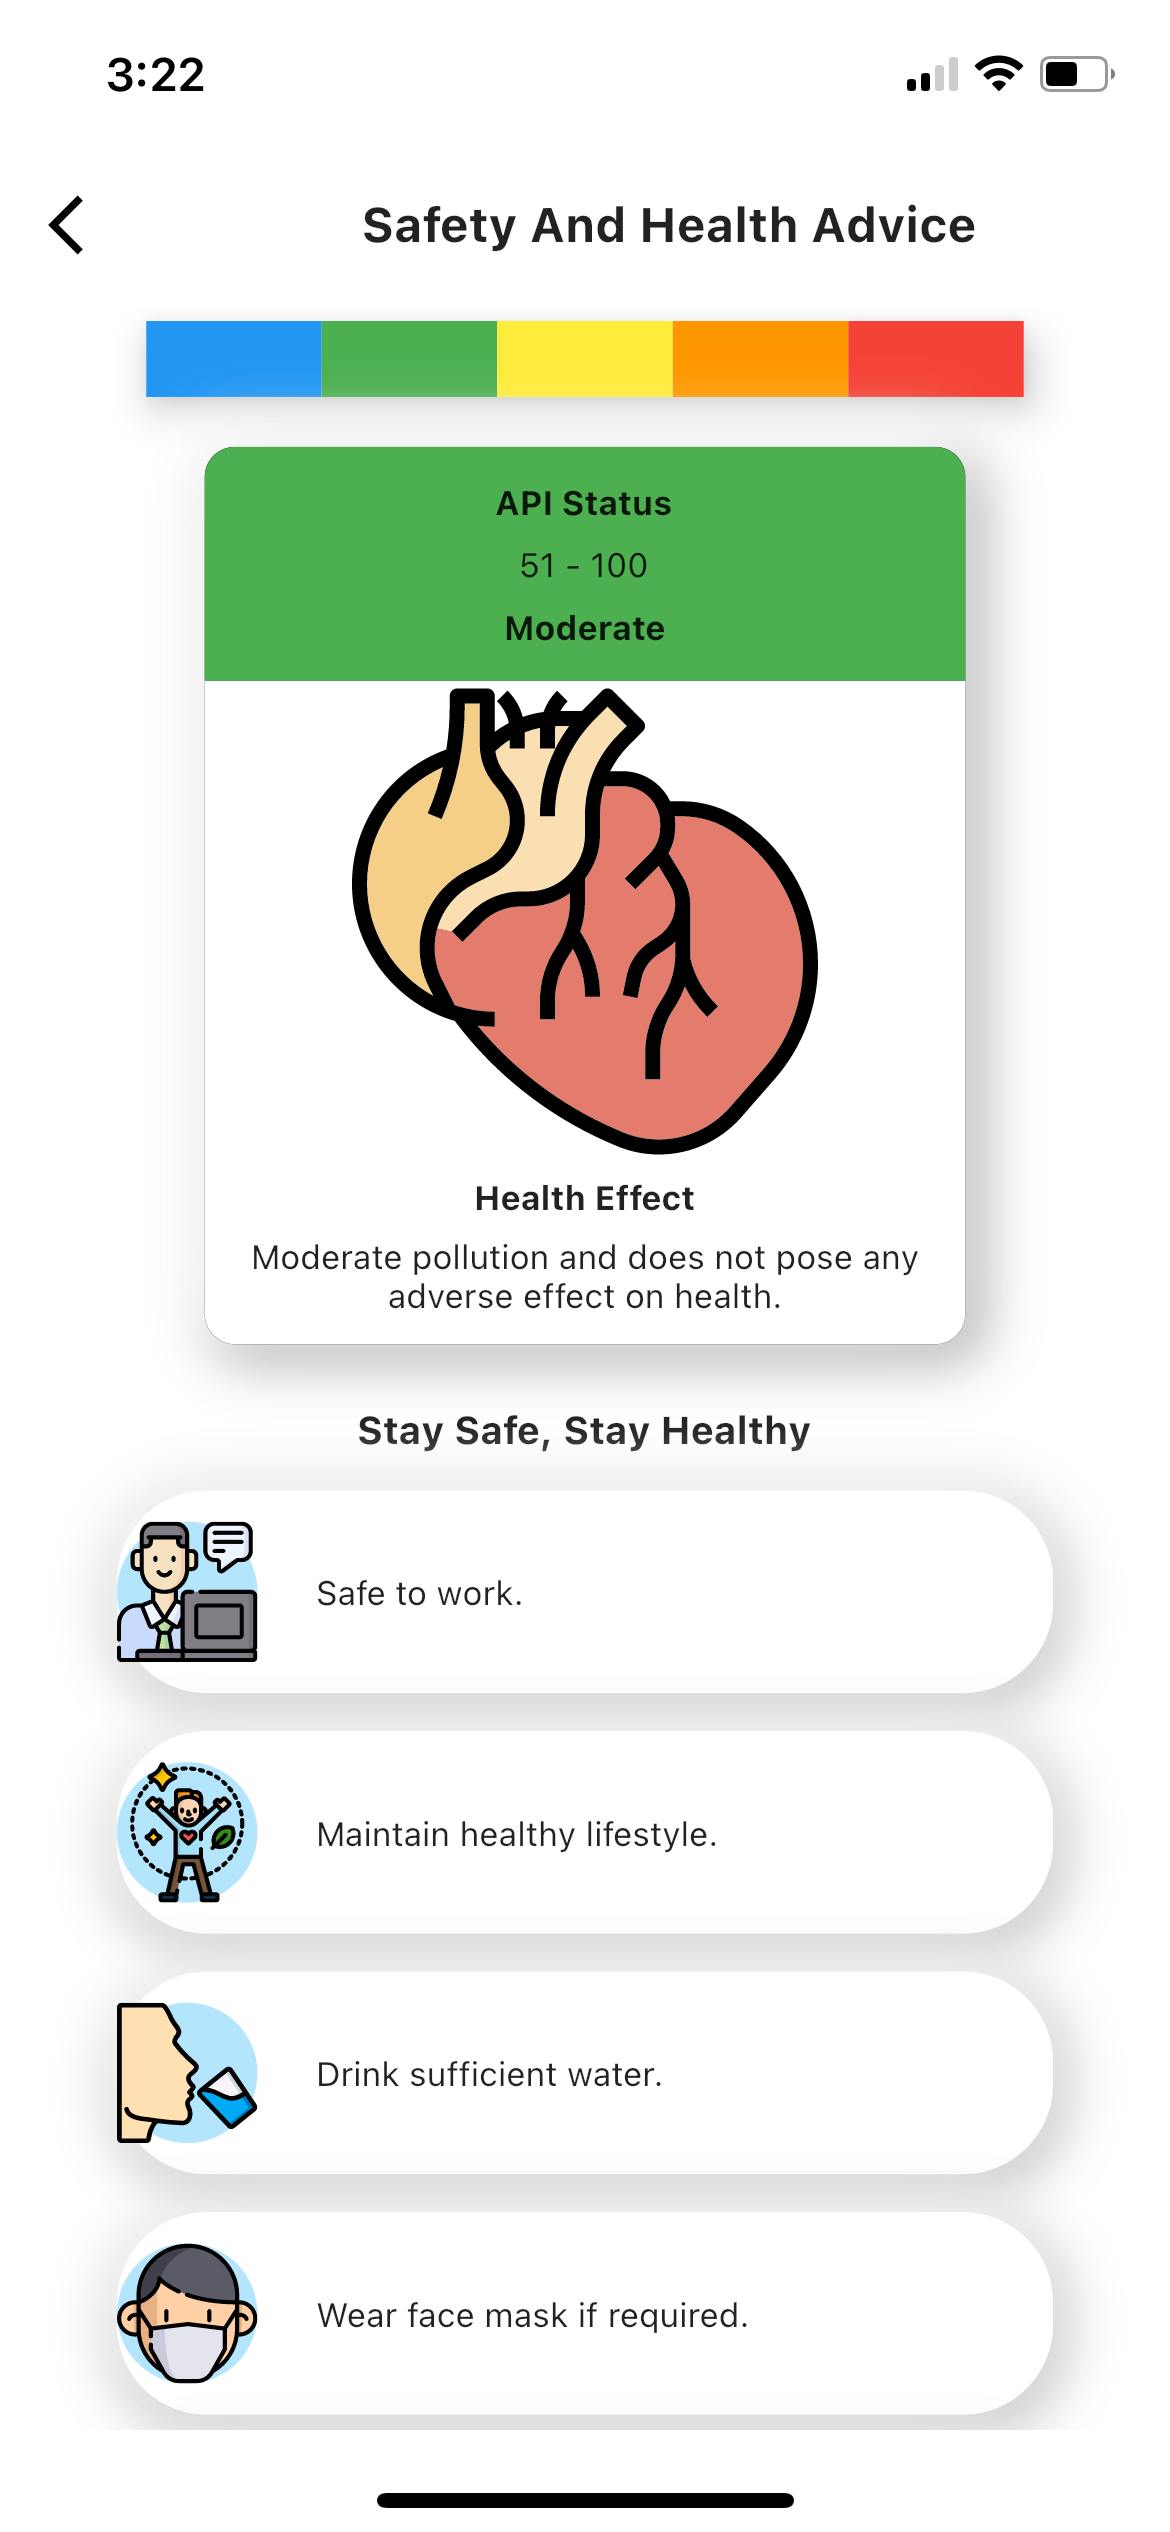 3:22
Safety And Health Advice
API Status
51 - 100
Moderate
Health Effect
Moderate pollution and does not pose any
adverse effect on health.
Stay Safe, Stay Healthy
Safe to work.
Maintain healthy lifestyle.
Drink sufficient water.
Wear face mask if required.